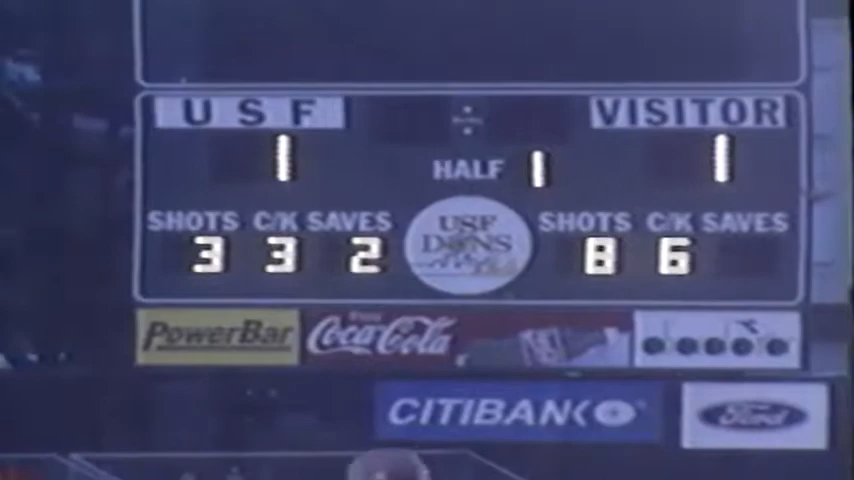 USF VISITOR
1 HALF 1 1
SHOTS C/K SAVES SHOTS C/K SAVES
3 3 2 8 6
USF
DONS
PowerBar Coca-Cola
CITIBANK Ford